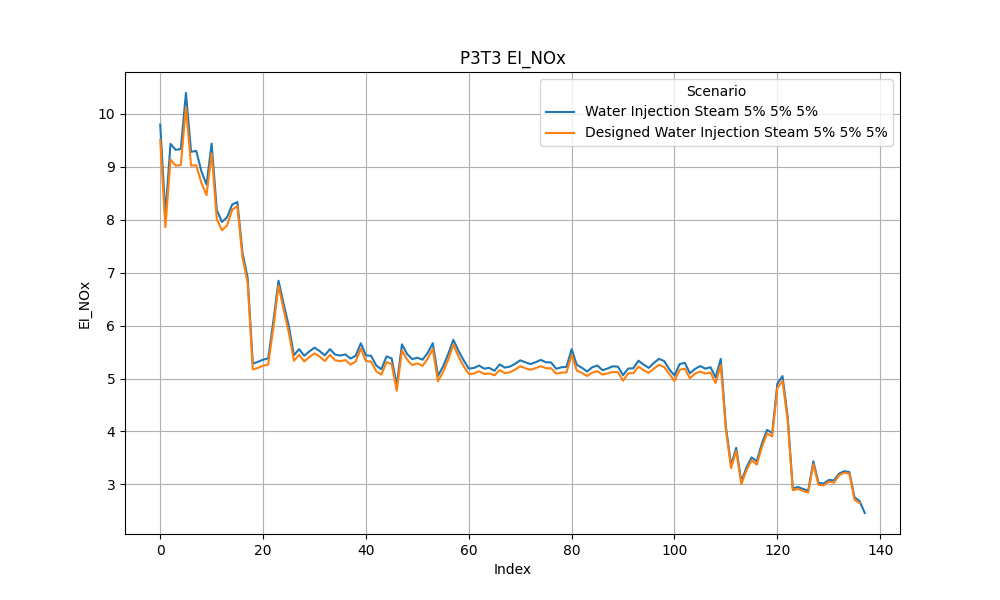 P3T3 EI_NOx
Scenario
Water Injection Steam 5% 5% 5%
Designed Water Injection Steam 5% 5% 5%
EI_NOx
10
9
8
7
6
5
4
3
0 20 40 60 80 100 120 140
Index